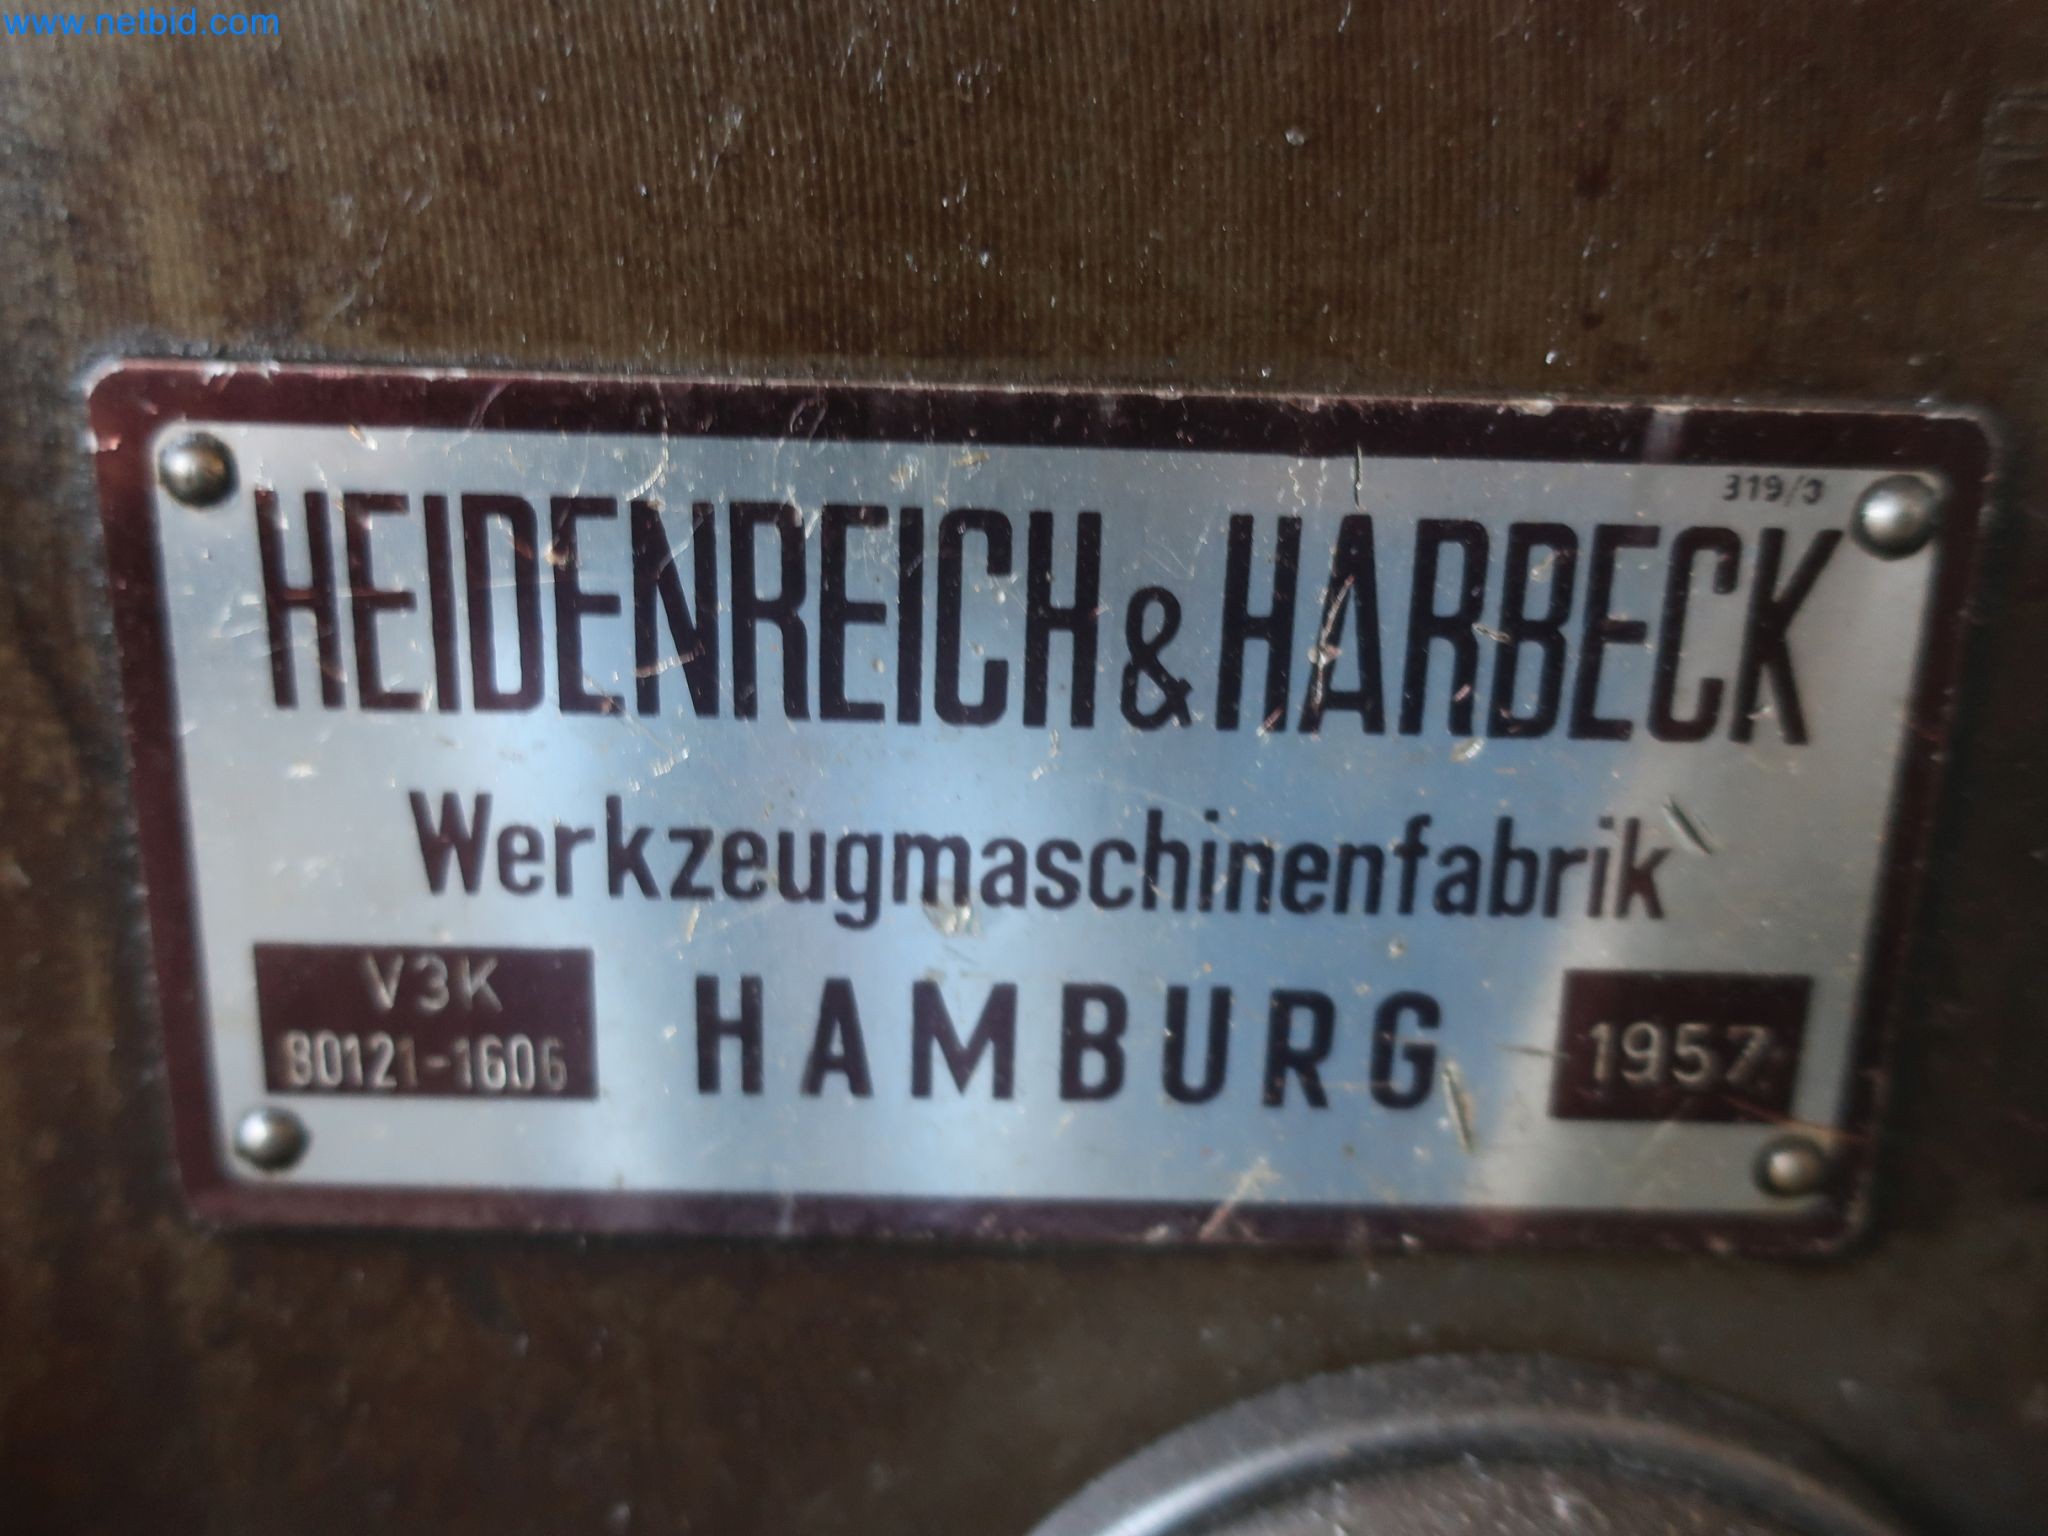 www.netbid.com
319/3
HEIDENREICH & HARBECK
Werkzeugmaschinenfabrik
V3K
80121-1606
HAMBURG
1957